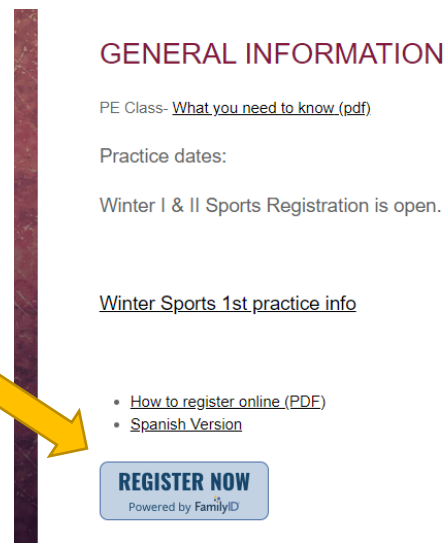 GENERAL INFORMATION
PE Class- What you need to know (pdf)
Practice dates:
Winter I & II Sports Registration is open.
Winter Sports 1st practice info
How to register online (PDF)
Spanish Version
REGISTER NOW
Powered by FamilyID